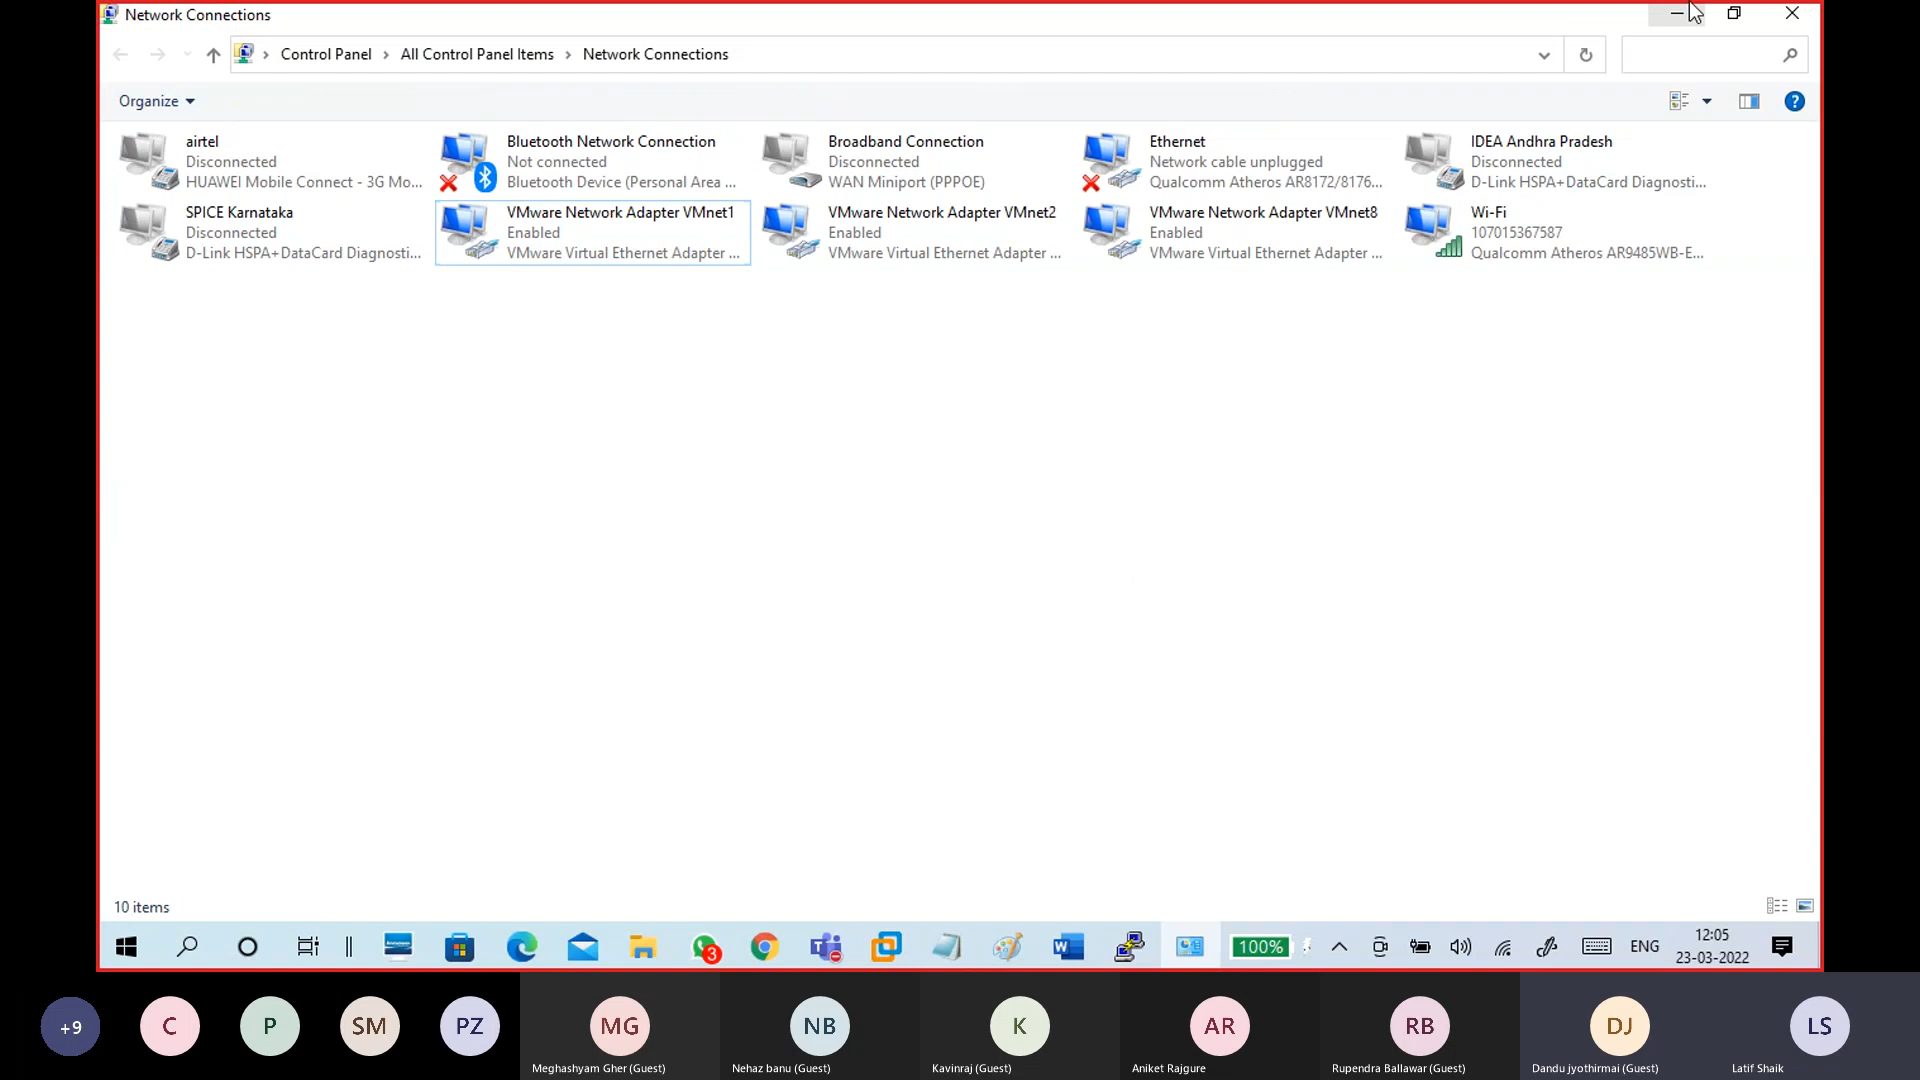 Network Connections
Control Panel > All Control Panel Items > Network Connections
Organize
airtel
Disconnected
HUAWEI Mobile Connect - 3G Mo...
Bluetooth Network Connection
Not connected
Bluetooth Device (Personal Area ...
Broadband Connection
Disconnected
WAN Miniport (PPPOE)
Ethernet
Network cable unplugged
Qualcomm Atheros AR8172/8176...
IDEA Andhra Pradesh
Disconnected
D-Link HSPA+DataCard Diagnosti...
SPICE Karnataka
Disconnected
D-Link HSPA+DataCard Diagnosti...
VMware Network Adapter VMnet1
Enabled
VMware Virtual Ethernet Adapter ...
VMware Network Adapter VMnet2
Enabled
VMware Virtual Ethernet Adapter ...
VMware Network Adapter VMnet8
Enabled
VMware Virtual Ethernet Adapter ...
Wi-Fi
107015367587
Qualcomm Atheros AR9485WB-E...
10 items
3
100%
ENG
12:05
23-03-2022
+9
C
P
SM
PZ
MG
NB
K
AR
RB
DJ
LS
Meghashyam Gher (Guest)
Nehaz banu (Guest)
Kavinraj (Guest)
Aniket Rajgure
Rupendra Ballawar (Guest)
Dandu jyothirmai (Guest)
Latif Shaik